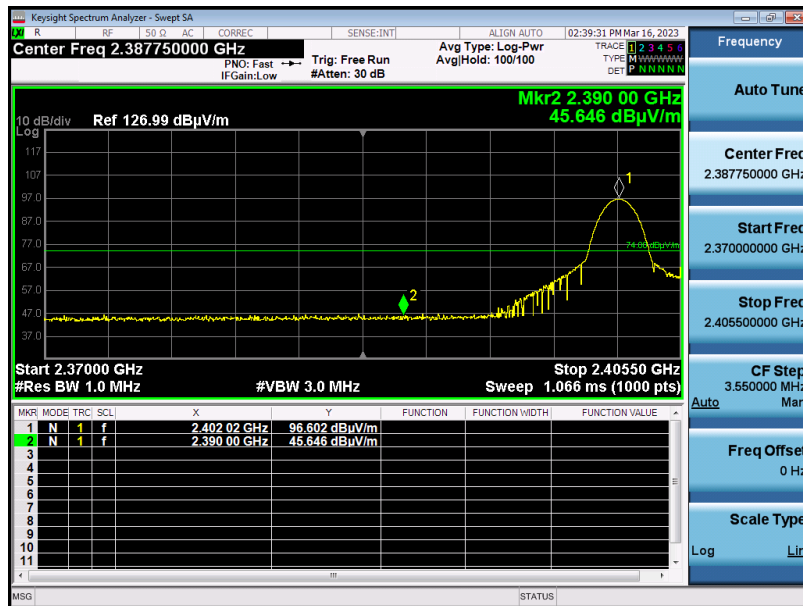 Keysight Spectrum Analyzer - Swept SA
LXI R RF 50 Ω AC CORREC SENSE:INT ALIGN AUTO 02:39:31 PM Mar 16, 2023
Center Freq 2.387750000 GHz
PNO: Fast
IFGain:Low
Trig: Free Run
#Atten: 30 dB
Avg Type: Log-Pwr
Avg|Hold: 100/100
TRACE 1 2 3 4 5 6
TYPE M WWWWW
DET P N N N N N
Mkr2 2.390 00 GHz
45.646 dBµV/m
10 dB/div Ref 126.99 dBµV/m
Log
117
107
97.0
87.0
77.0
67.0
57.0
47.0
37.0
1
74.00 dBµV/m
2
Start 2.37000 GHz Stop 2.40550 GHz
#Res BW 1.0 MHz #VBW 3.0 MHz Sweep 1.066 ms (1000 pts)
MKR MODE TRC SCL X Y FUNCTION FUNCTION WIDTH FUNCTION VALUE
1 N 1 f 2.402 02 GHz 96.602 dBµV/m
2 N 1 f 2.390 00 GHz 45.646 dBµV/m
3
4
5
6
7
8
9
10
11
MSG STATUS
Frequency
Auto Tune
Center Freq
2.387750000 GHz
Start Freq
2.370000000 GHz
Stop Freq
2.405500000 GHz
CF Step
3.550000 MHz
Auto Man
Freq Offset
0 Hz
Scale Type
Log Lin